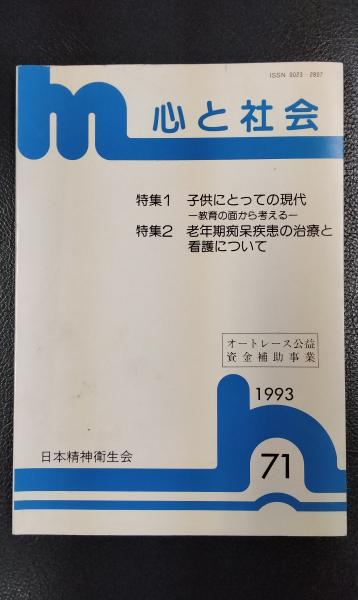 ISSN 0023-2807
心と社会
特集1 子供にとっての現代
―教育の面から考える―
特集2 老年期痴呆疾患の治療と
看護について
オートレース公益
資金補助事業
1993
日本精神衛生会
71